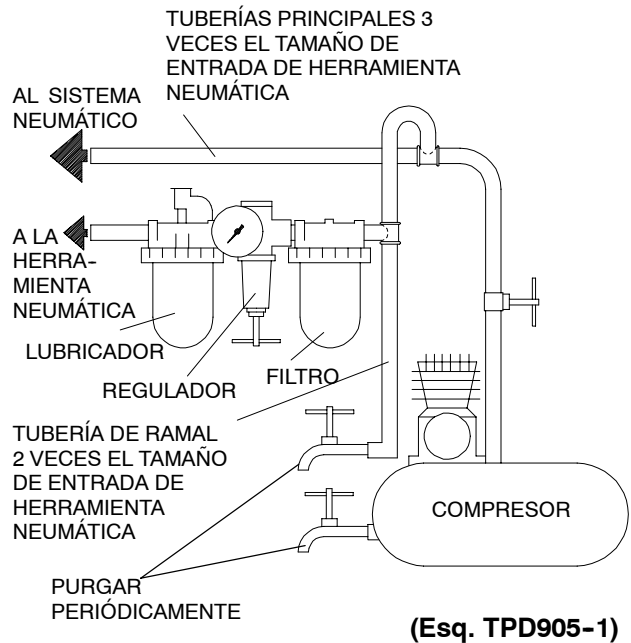 TUBERÍAS PRINCIPALES 3
VECES EL TAMAÑO DE
ENTRADA DE HERRAMIENTA
NEUMÁTICA
AL SISTEMA
NEUMÁTICO
A LA
HERRA-
MIENTA
NEUMÁTICA
LUBRICADOR
REGULADOR
FILTRO
TUBERÍA DE RAMAL
2 VECES EL TAMAÑO
DE ENTRADA DE
HERRAMIENTA
NEUMÁTICA
COMPRESOR
PURGAR
PERIÓDICAMENTE
(Esq. TPD905-1)